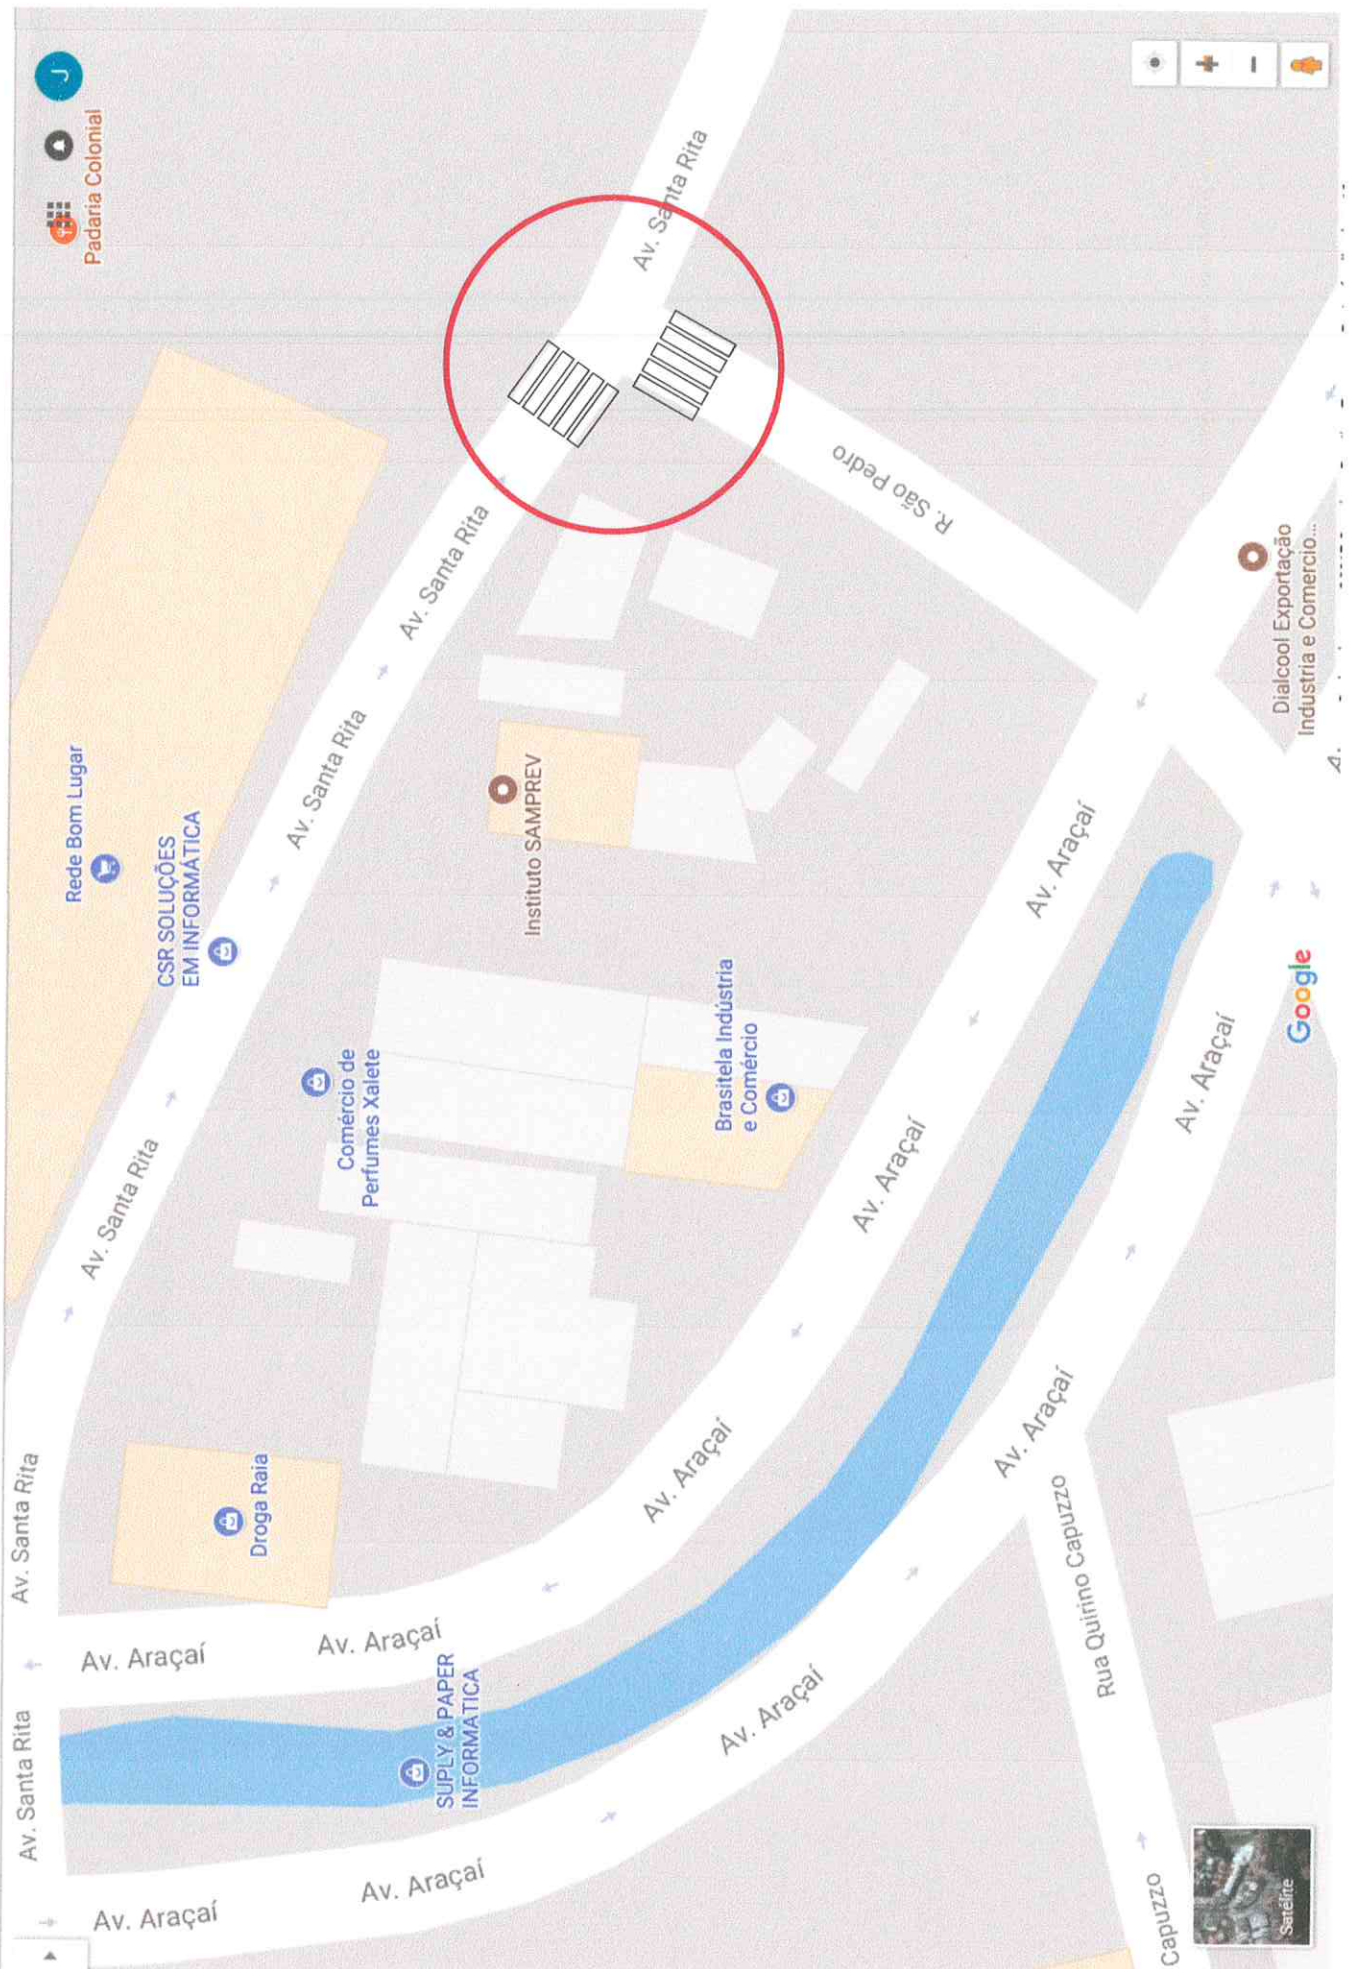 Av. Santa Rita
Av. Santa Rita
J
Rede Bom Lugar
Padaria Colonial
Av. Santa Rita
Av. Araçaí
Av. Araçaí
CSR SOLUÇÕES
EM INFORMÁTICA
Droga Raia
Av. Santa Rita
Comércio de
Perfumes Xalete
Av. Araçaí
Av. Araçaí
Av. Santa Rita
SUPLY & PAPER
INFORMATICA
Instituto SAMPREV
Av. Santa Rita
Av. Araçaí
Brasitela Indústria
e Comércio
Av. Araçaí
Av. Araçaí
R. São Pedro
Av. Araçaí
Av. Araçaí
Rua Quirino Capuzzo
Capuzzo
Av. Araçaí
Satélite
Google
Dialcool Exportação
Industria e Comercio...